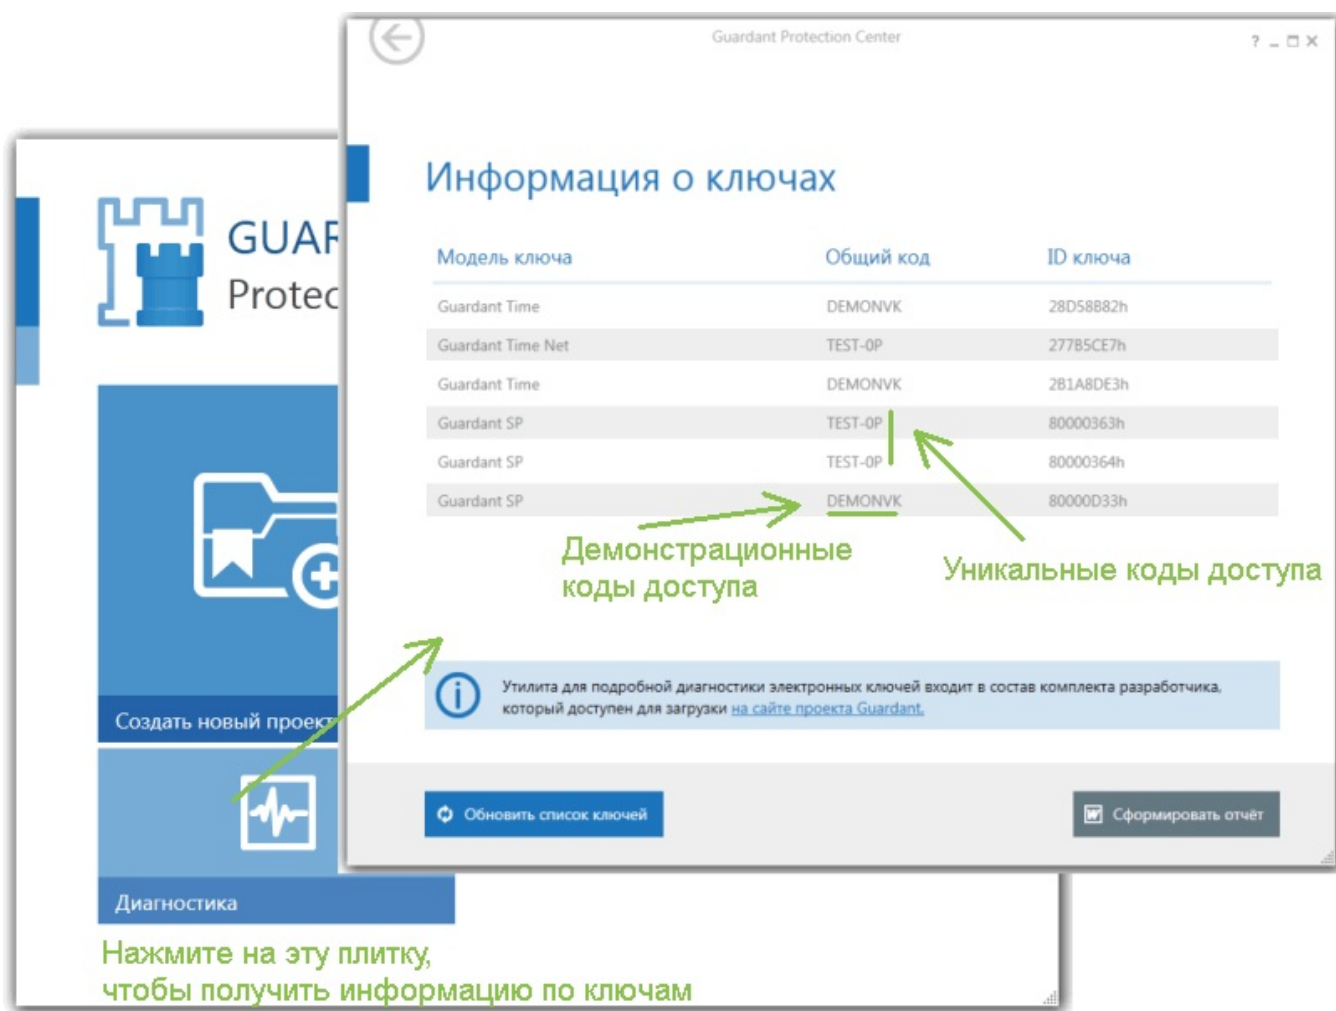 Guardant Protection Center
?
Информация о ключах
GUAR
Protec
Модель ключа Общий код ID ключа
Guardant Time DEMONVK 28D58B82h
Guardant Time Net TEST-0P 277B5CE7h
Guardant Time DEMONVK 2B1A8DE3h
Guardant SP TEST-0P 80000363h
Guardant SP TEST-0P 80000364h
Guardant SP DEMONVK 80000D33h
Демонстрационные
коды доступа
Уникальные коды доступа
Утилита для подробной диагностики электронных ключей входит в состав комплекта разработчика,
который доступен для загрузки на сайте проекта Guardant.
Создать новый проект
Обновить список ключей
Сформировать отчёт
Диагностика
Нажмите на эту плитку,
чтобы получить информацию по ключам